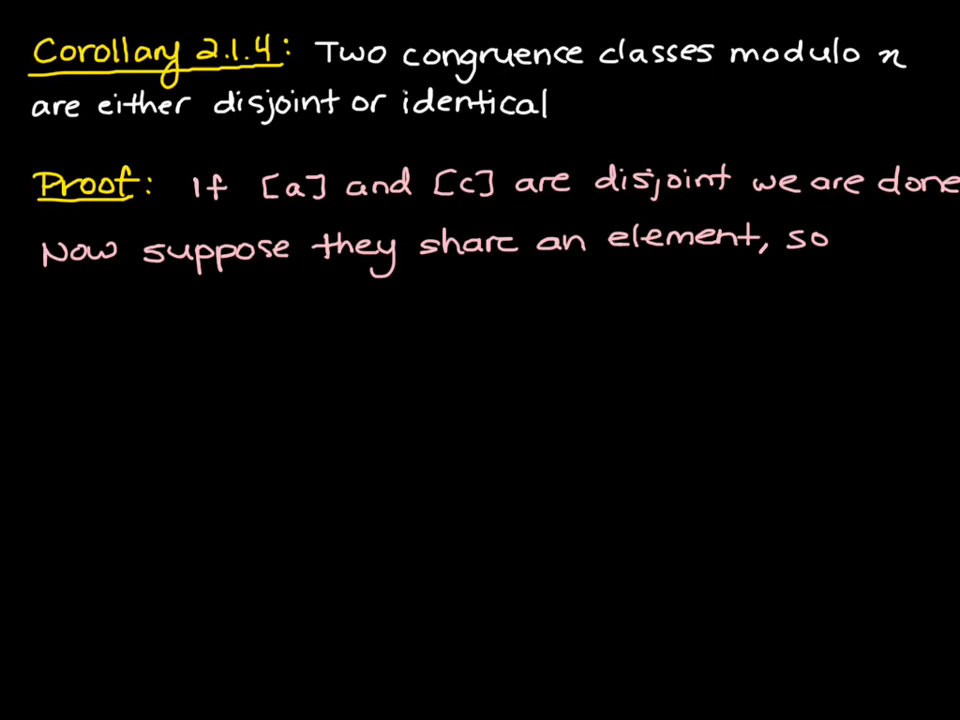 Corollary 2.1.4: Two congruence classes modulo n
are either disjoint or identical
Proof: If [a] and [c] are disjoint we are done
Now suppose they share an element, so